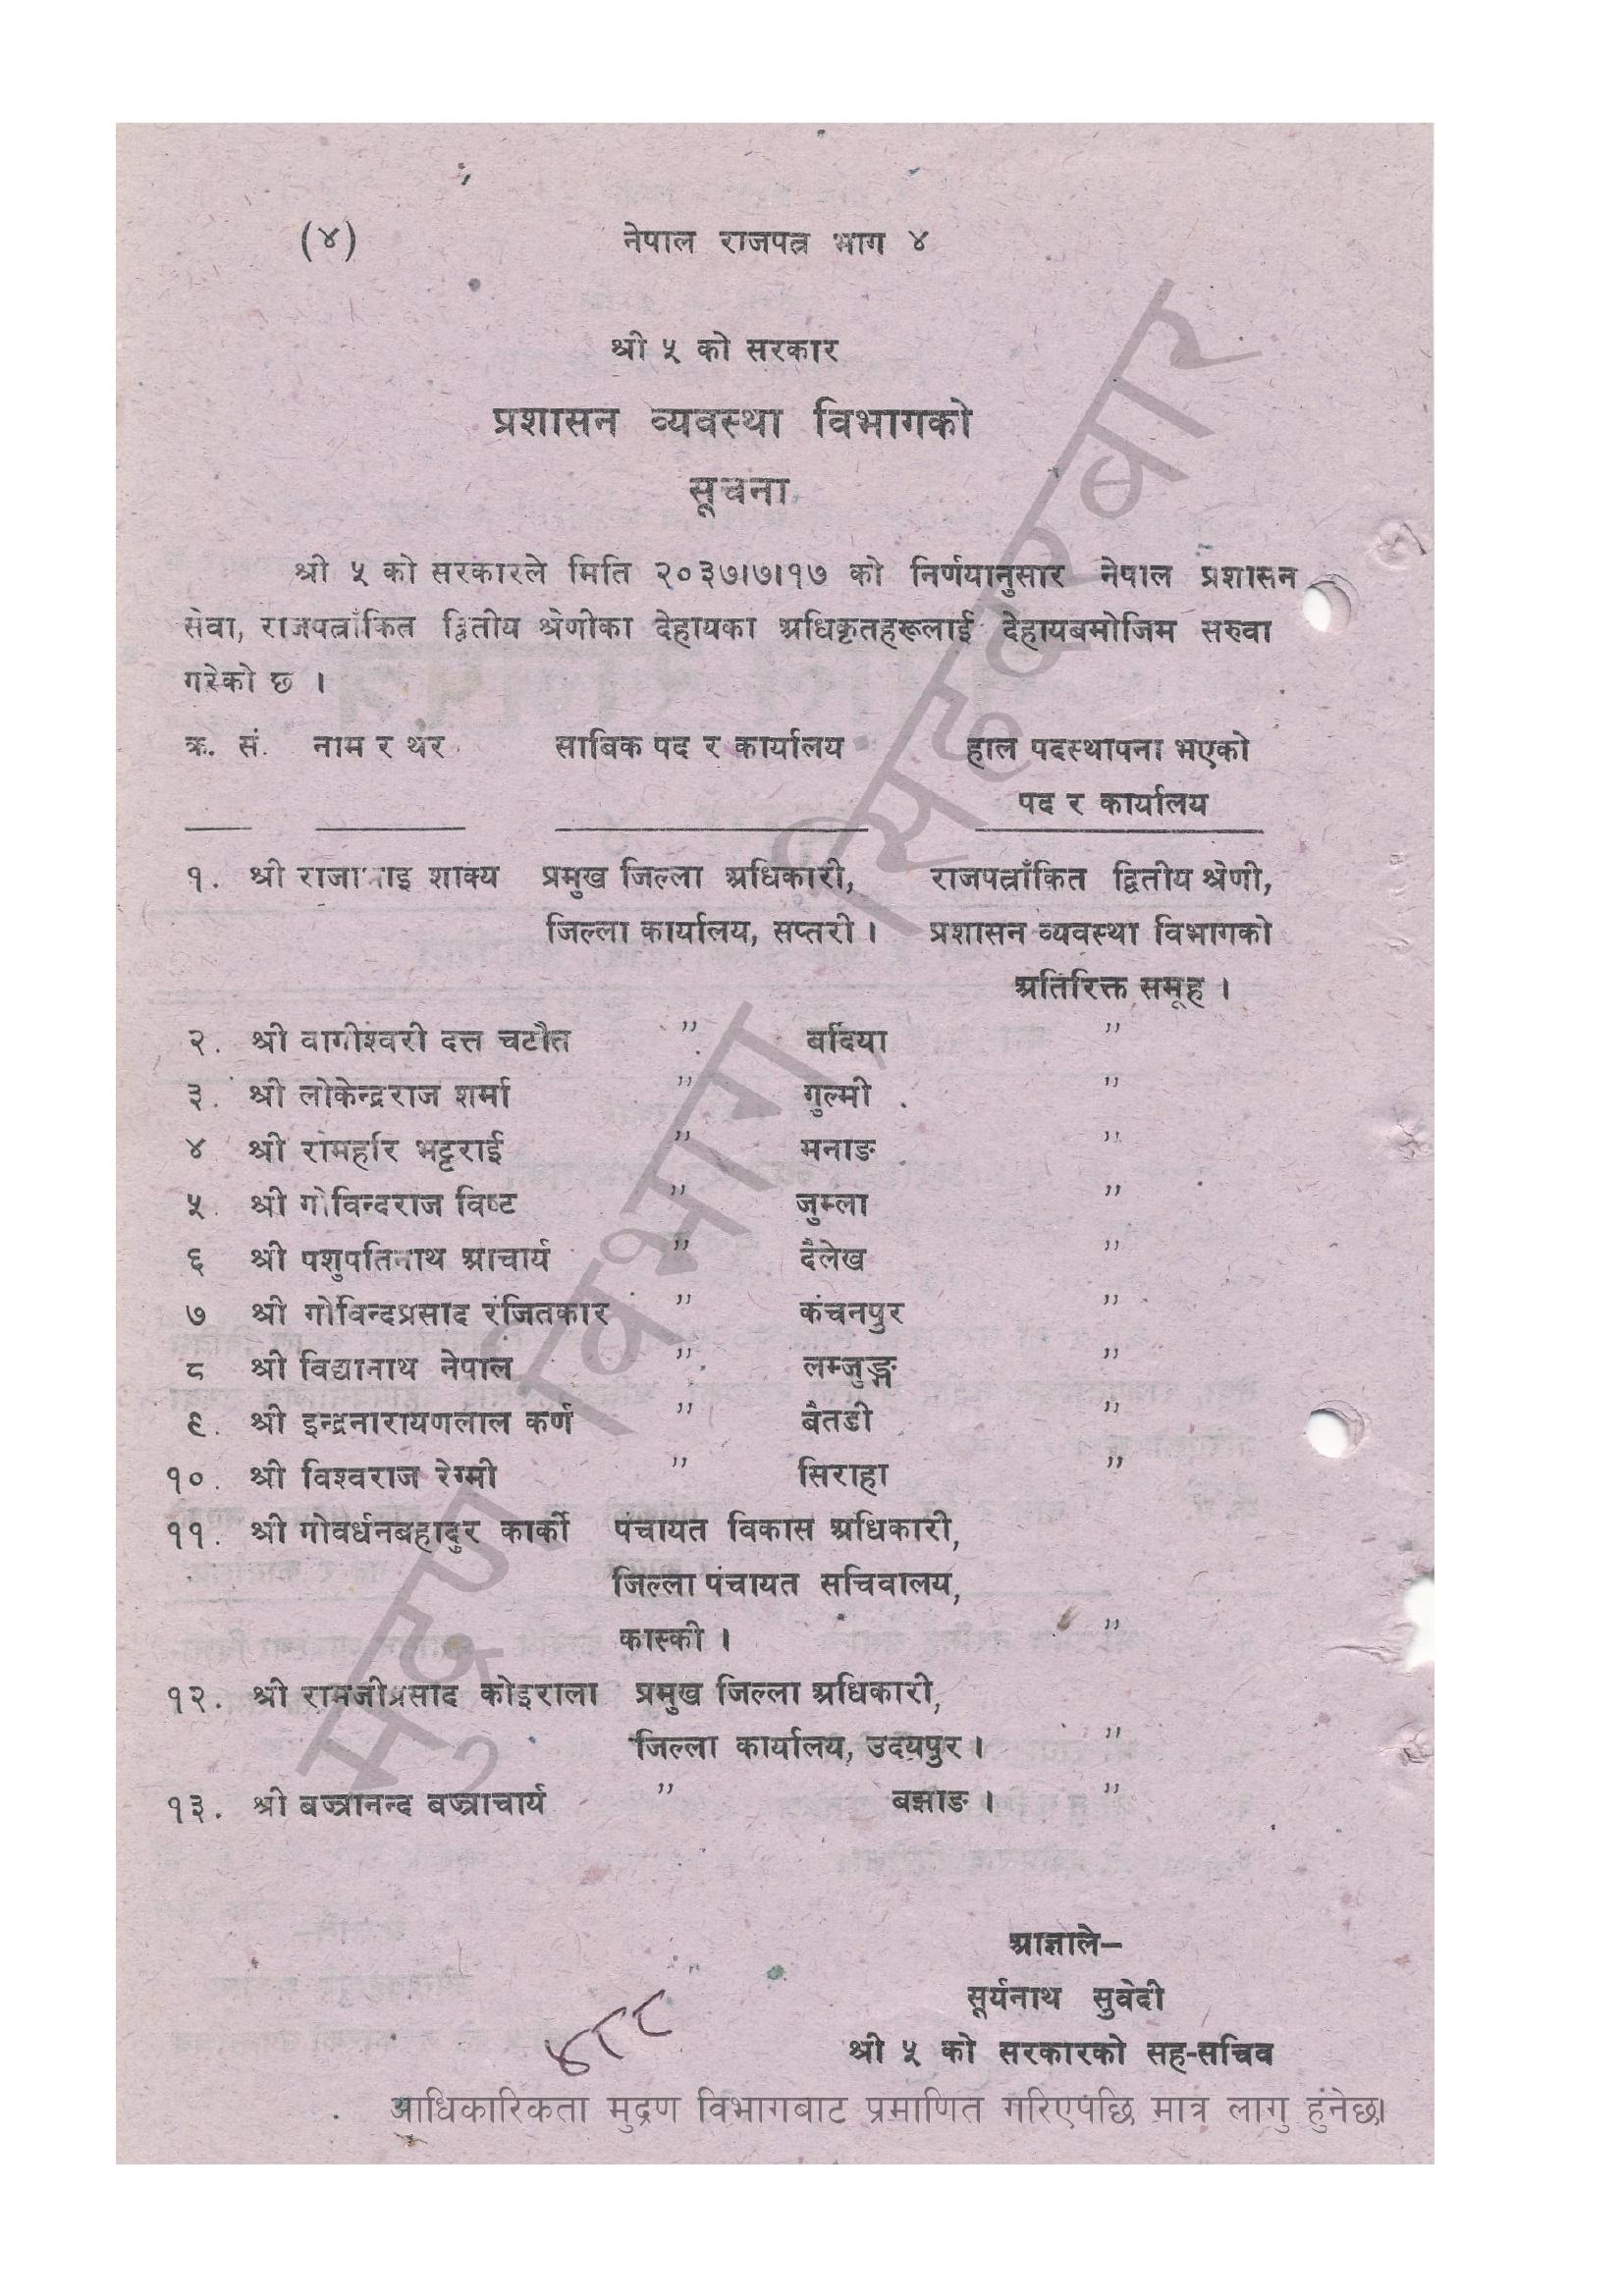 (४) नेपाल राजपत्र भाग ४
श्री ५ को सरकार
प्रशासन व्यवस्था विभागको
सूचना
श्री ५ को सरकारले मिति २०३७।७।१७ को निर्णयानुसार नेपाल प्रशासन
सेवा, राजपत्राँकित द्वितीय श्रेणीका देहायका अधिकृतहरूलाई देहायबमोजिम सरुवा
गरेको छ ।
क्र. सं. नाम र थर साबिक पद र कार्यालय हाल पदस्थापना भएको
पद र कार्यालय
१. श्री शाक्य प्रमुख जिल्ला अधिकारी, राजपत्राँकित द्वितीय श्रेणी,
जिल्ला कार्यालय, सप्तरी । प्रशासन व्यवस्था विभागको
अतिरिक्त समूह ।
२. श्री वागीश्वरी दत्त चटौत " बर्दिया "
३. श्री लोकेन्द्रराज शर्मा " गुल्मी "
४ श्री रामहरि भट्टराई " मनाङ "
५ श्री गोविन्दराज विष्ट " जुम्ला "
६ श्री पशुपतिनाथ आचार्य " दैलेख "
७ श्री गोविन्दप्रसाद रंजितकार " कंचनपुर "
८ श्री विद्यानाथ नेपाल " लम्जुङ्ग "
९. श्री इन्द्रनारायणलाल कर्ण " बैतडी "
१०. श्री विश्वराज रेग्मी " सिराहा "
११. श्री गोवर्धनबहादुर कार्की पंचायत विकास अधिकारी,
जिल्ला पंचायत सचिवालय,
कास्की । "
१२. श्री रामजीप्रसाद कोइराला प्रमुख जिल्ला अधिकारी,
जिल्ला कार्यालय, उदयपुर । "
१३. श्री बज्रानन्द बज्राचार्य " बझाङ । "
आज्ञाले—
सूर्यनाथ सुवेदी
श्री ५ को सरकारको सह-सचिव
४८८
आधिकारिकता मुद्रण विभागबाट प्रमाणित गरिएपछि मात्र लागु हुनेछ।
मुद्रण विभाग, सिंहदरबार